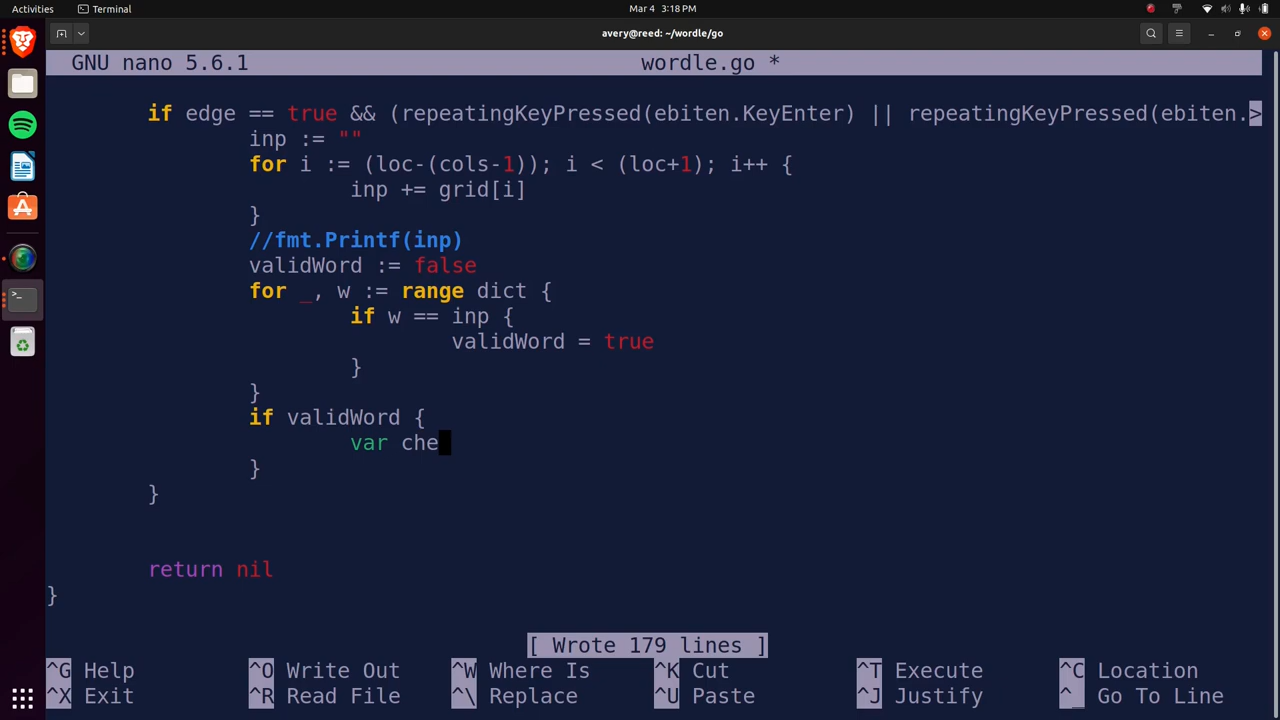 Activities Terminal Mar 4 3:18 PM
avery@reed: ~/wordle/go
GNU nano 5.6.1 wordle.go *
if edge == true && (repeatingKeyPressed(ebiten.KeyEnter) || repeatingKeyPressed(ebiten.>
inp := ""
for i := (loc-(cols-1)); i < (loc+1); i++ {
inp += grid[i]
}
//fmt.Printf(inp)
validWord := false
for _, w := range dict {
if w == inp {
validWord = true
}
}
if validWord {
var che
}
}
return nil
}
[ Wrote 179 lines ]
^G Help ^O Write Out ^W Where Is ^K Cut ^T Execute ^C Location
^X Exit ^R Read File ^\ Replace ^U Paste ^J Justify ^_ Go To Line